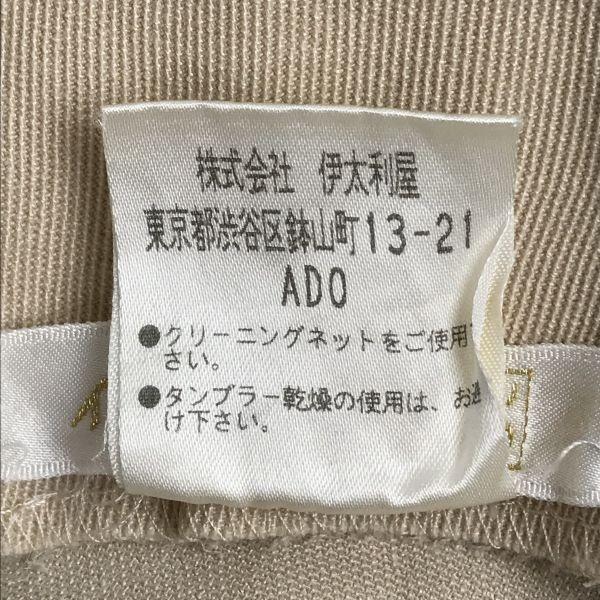 株式会社 伊太利屋
東京都渋谷区鉢山町13-21
ADO
●クリーニングネットをご使用下
さい。
●タンブラー乾燥の使用は、お避
け下さい。